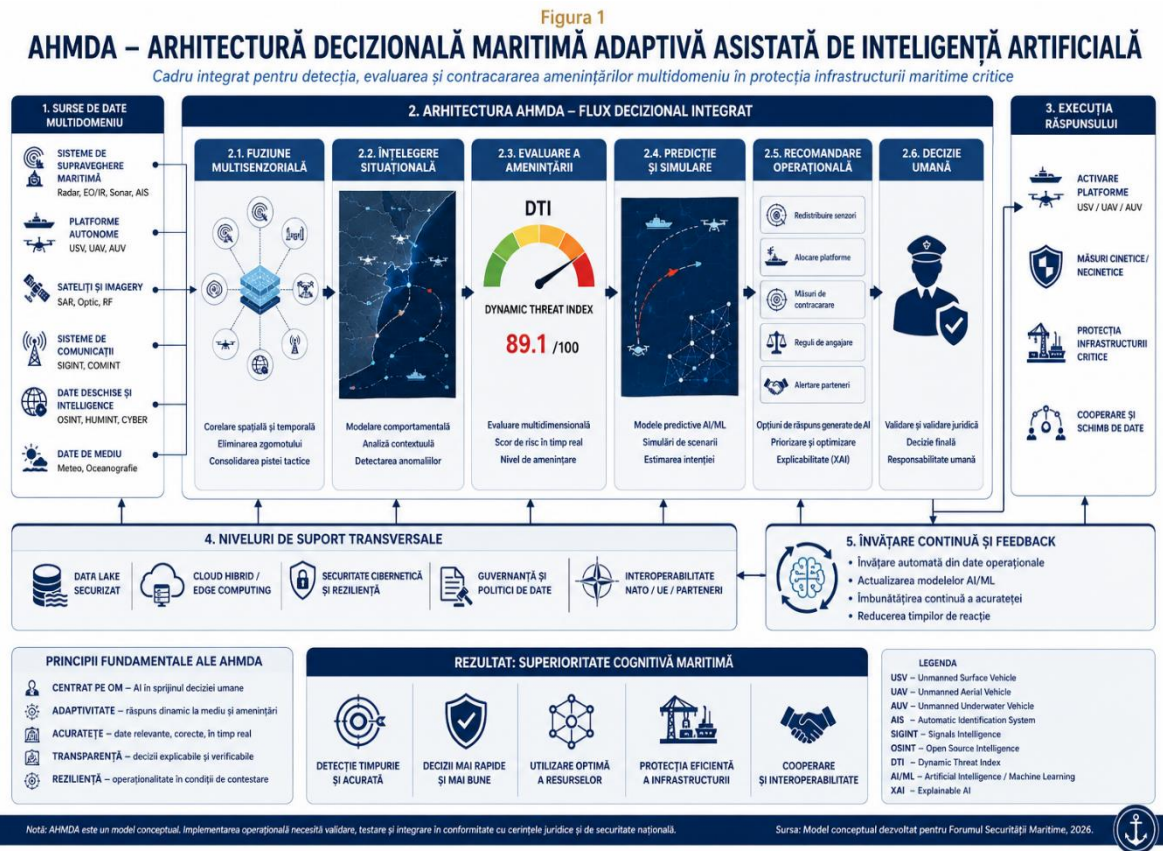 Figura 1
AHMDA – ARHITECTURĂ DECIZIONALĂ MARITIMĂ ADAPTIVĂ ASISTATĂ DE INTELIGENȚĂ ARTIFICIALĂ
Cadru integrat pentru detecția, evaluarea și contracararea amenințărilor multidomeniu în protecția infrastructurii maritime critice
1. SURSE DE DATE
MULTIDOMENIU
SISTEME DE
SUPRAVEGHERE
MARITIMĂ
Radar, EO/IR, Sonar, AIS
PLATFORME
AUTONOME
USV, UAV, AUV
SATELIȚI ȘI IMAGERY
SAR, Optic, RF
SISTEME DE
COMUNICAȚII
SIGINT, COMINT
DATE DESCHISE ȘI
INTELLIGENCE
OSINT, HUMINT, CYBER
DATE DE MEDIU
Meteo, Oceanografie
2. ARHITECTURA AHMDA – FLUX DECIZIONAL INTEGRAT
2.1. FUZIUNE
MULTISENZORIALĂ
Corelare spațială și temporală
Eliminarea zgomotului
Consolidarea pistei tactice
2.2. ÎNȚELEGERE
SITUAȚIONALĂ
Modelare comportamentală
Analiză contextuulă
Detectarea anomaliilor
2.3. EVALUARE A
AMENINȚĂRII
DTI
DYNAMIC THREAT INDEX
89.1 /100
Evaluare multidimensională
Scor de risc în timp real
Nivel de amenințare
2.4. PREDICȚIE
ȘI SIMULARE
Modele predictive AI/ML
Simulări de scenarii
Estimarea intenției
2.5. RECOMANDARE
OPERAȚIONALĂ
Redistribuire senzori
Alocare platforme
Măsuri de
contracarare
Reguli de angajare
Alertare parteneri
Opțiuni de răspuns generate de AI
Priorizare și optimizare
Explicabilitate (XAI)
2.6. DECIZIE
UMANĂ
Validare și validare juridică
Decizie finală
Responsabilitate umană
3. EXECUȚIA
RĂSPUNSULUI
ACTIVARE
PLATFORME
USV / UAV / AUV
MĂSURI CINETICE/
NECINETICE
PROTECȚIA
INFRASTRUCTURII
CRITICE
COOPERARE ȘI
SCHIMB DE DATE
4. NIVELURI DE SUPORT TRANSVERSALE
DATA LAKE
SECURIZAT
CLOUD HIBRID /
EDGE COMPUTING
SECURITATE CIBERNETICĂ
ȘI REZILIENȚĂ
GUVERNANȚĂ ȘI
POLITICI DE DATE
INTEROPERABILITATE
NATO / UE / PARTENERI
5. ÎNVĂȚARE CONTINUĂ ȘI FEEDBACK
• Învățare automată din date operaționale
• Actualizarea modelelor AI/ML
• Îmbunătățirea continuă a acurateței
• Reducerea timpilor de reacție
PRINCIPII FUNDAMENTALE ALE AHMDA
CENTRAT PE OM – AI în sprijinul deciziei umane
ADAPTIVITATE – răspuns dinamic la mediu și amenințări
ACURATEȚE – date relevante, corecte, în timp real
TRANSPARENȚĂ – decizii explicabile și verificabile
REZILIENȚĂ – operaționalitate în condiții de contestare
REZULTAT: SUPERIORITATE COGNITIVĂ MARITIMĂ
DETECȚIE TIMPURIE
ȘI ACURATĂ
DECIZII MAI RAPIDE
ȘI MAI BUNE
UTILIZARE OPTIMĂ
A RESURSELOR
PROTECȚIA EFICIENTĂ
A INFRASTRUCTURII
COOPERARE
ȘI INTEROPERABILITATE
LEGENDA
USV – Unmanned Surface Vehicle
UAV – Unmanned Aerial Vehicle
AUV – Unmanned Underwater Vehicle
AIS – Automatic Identification System
SIGINT – Signals Intelligence
OSINT – Open Source Intelligence
DTI – Dynamic Threat Index
AI/ML – Artificial Intelligence / Machine Learning
XAI – Explainable AI
Notă: AHMDA este un model conceptual. Implementarea operațională necesită validare, testare și integrare în conformitate cu cerințele juridice și de securitate națională.
Sursa: Model conceptual dezvoltat pentru Forumul Securității Maritime, 2026.